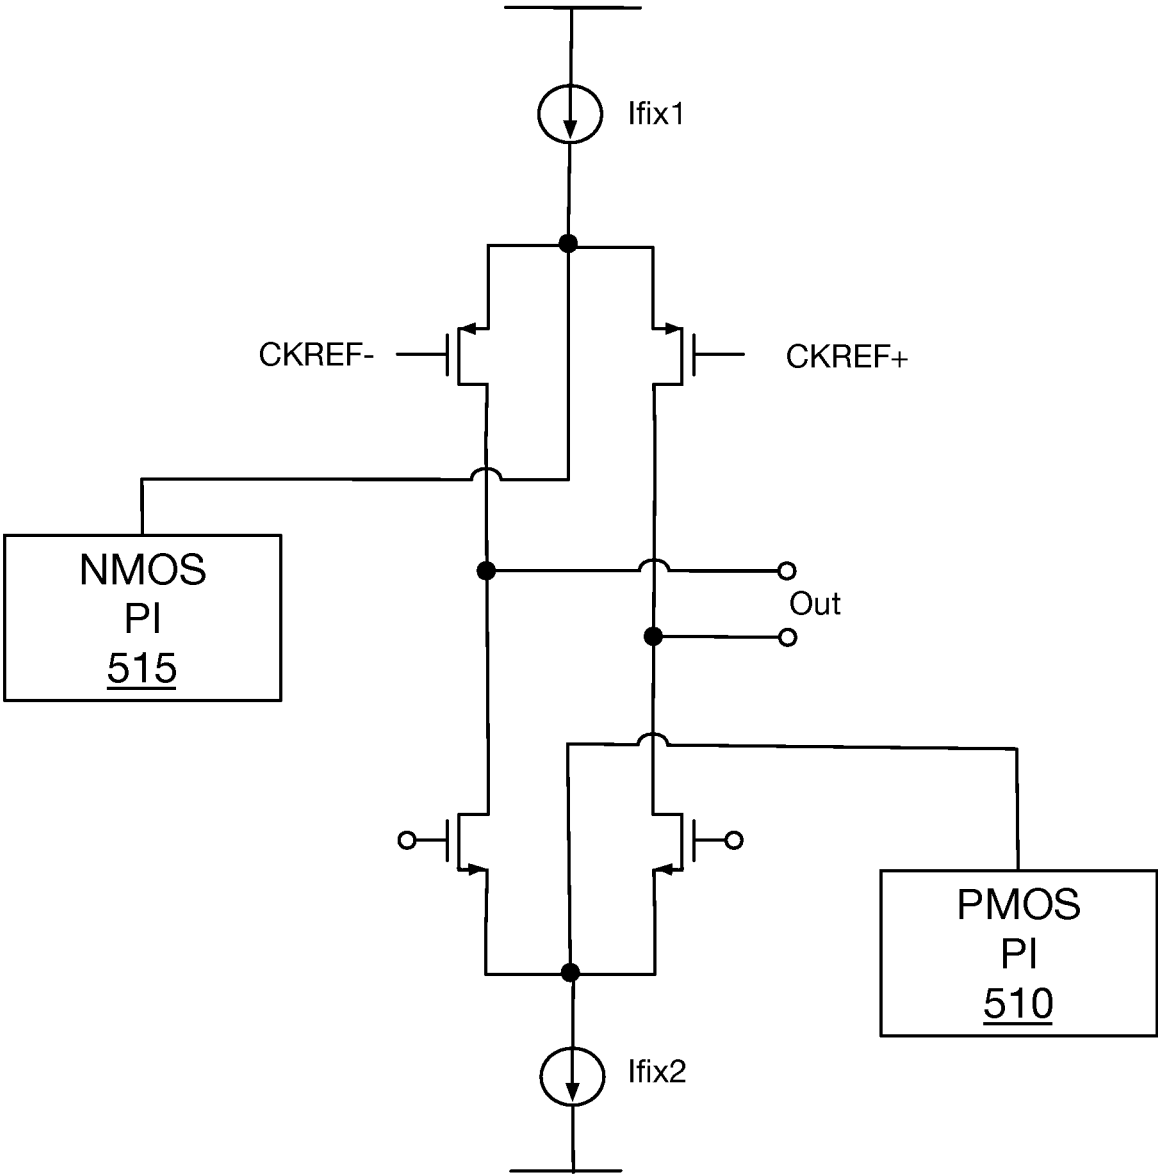 Ifix1
CKREF-
CKREF+
NMOS
PI
515
Out
PMOS
PI
510
Ifix2